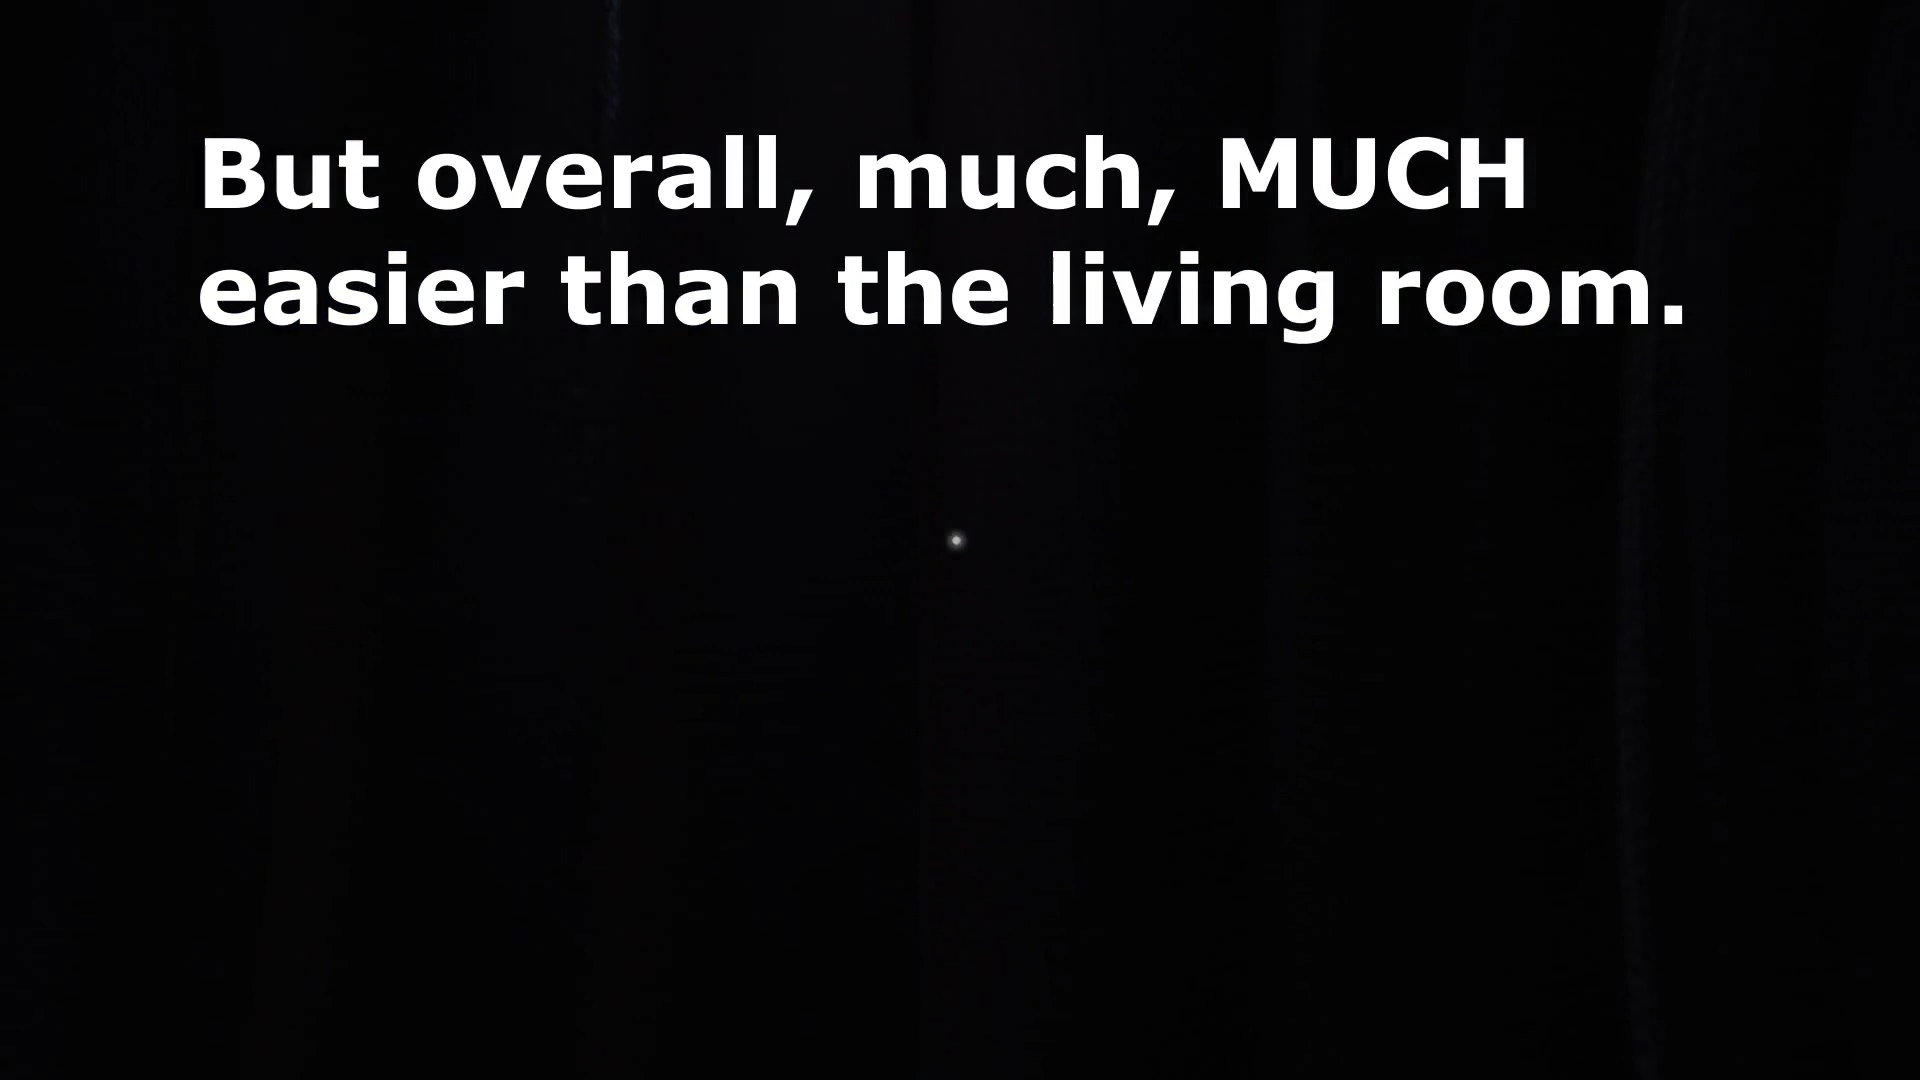 But overall, much, MUCH
easier than the living room.